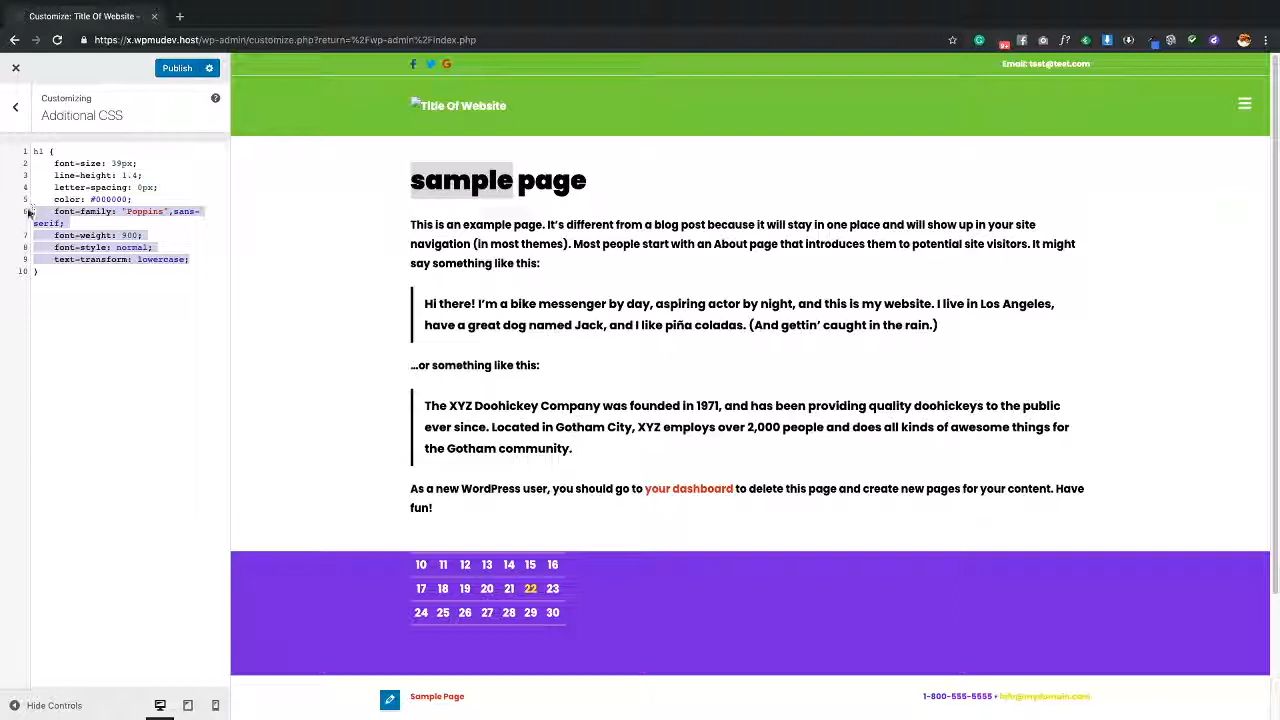 Customize: Title Of Website -
https://x.wpmudev.host/wp-admin/customize.php?return=%2Fwp-admin%2Findex.php
Publish
Customizing
Additional CSS
1 h1 {
2 font-size: 39px;
3 line-height: 1.4;
4 letter-spacing: 0px;
5 color: #000000;
6 font-family: "Poppins",sans-
serif;
7 font-weight: 900;
8 font-style: normal;
9 text-transform: lowercase;
10 }
Hide Controls
Email: test@test.com
Title Of Website
sample page
This is an example page. It's different from a blog post because it will stay in one place and will show up in your site
navigation (in most themes). Most people start with an About page that introduces them to potential site visitors. It might
say something like this:
Hi there! I'm a bike messenger by day, aspiring actor by night, and this is my website. I live in Los Angeles,
have a great dog named Jack, and I like piña coladas. (And gettin' caught in the rain.)
…or something like this:
The XYZ Doohickey Company was founded in 1971, and has been providing quality doohickeys to the public
ever since. Located in Gotham City, XYZ employs over 2,000 people and does all kinds of awesome things for
the Gotham community.
As a new WordPress user, you should go to your dashboard to delete this page and create new pages for your content. Have
fun!
10 11 12 13 14 15 16
17 18 19 20 21 22 23
24 25 26 27 28 29 30
Sample Page
1-800-555-5555 • info@mydomain.com